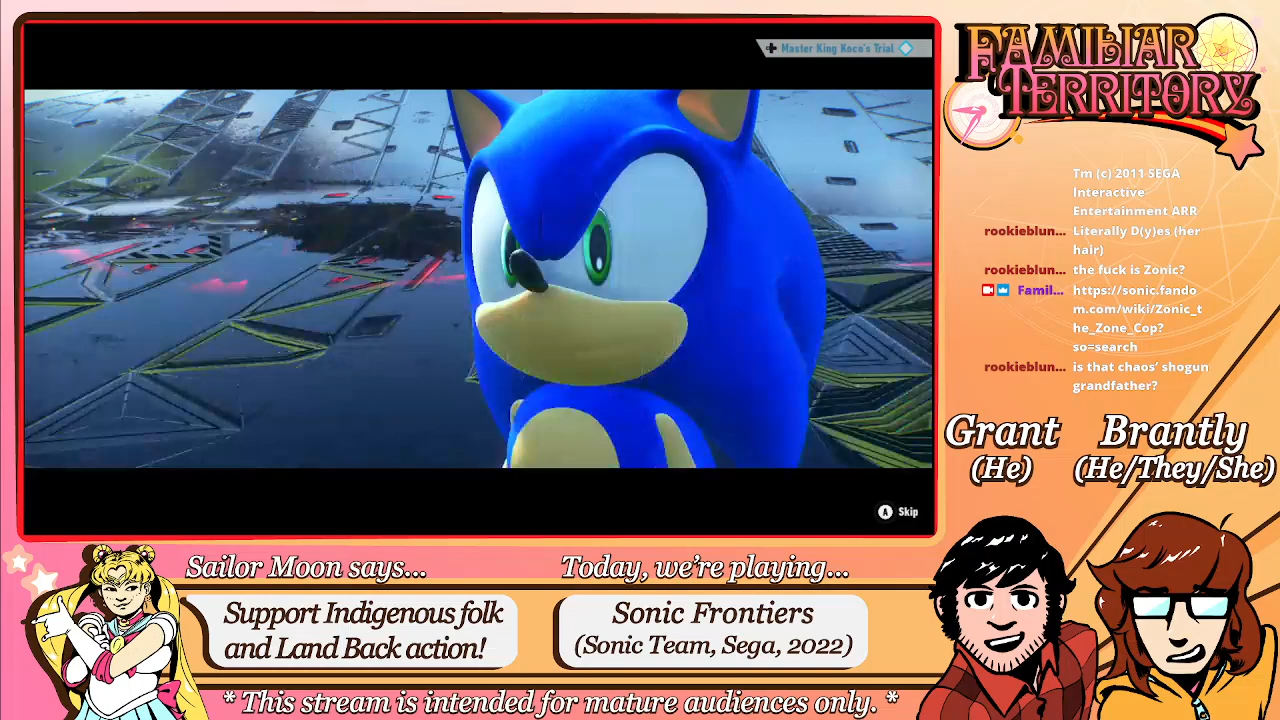 Master King Koco's Trial
A Skip
FAMILIAR
TERRITORY
Tm (c) 2011 SEGA
Interactive
Entertainment ARR
rookieblun... Literally D(y)es (her
hair)
rookieblun... the fuck is Zonic?
Famil... https://sonic.fando
m.com/wiki/Zonic_t
he_Zone_Cop?
so=search
rookieblun... is that chaos' shogun
grandfather?
Grant
(He)
Brantly
(He/They/She)
Sailor Moon says...
Support Indigenous folk
and Land Back action!
Today, we're playing...
Sonic Frontiers
(Sonic Team, Sega, 2022)
* This stream is intended for mature audiences only. *